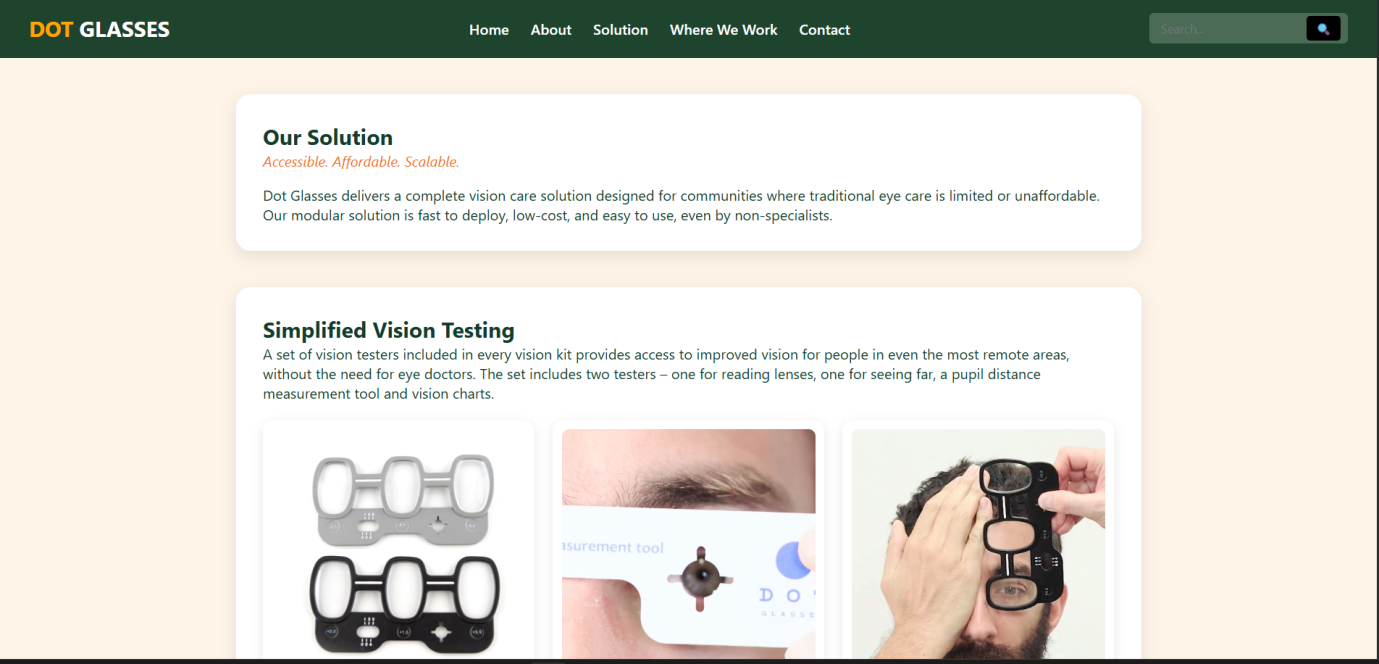 DOT GLASSES
Home About Solution Where We Work Contact
Search...
Our Solution
Accessible. Affordable. Scalable.
Dot Glasses delivers a complete vision care solution designed for communities where traditional eye care is limited or unaffordable.
Our modular solution is fast to deploy, low-cost, and easy to use, even by non-specialists.
Simplified Vision Testing
A set of vision testers included in every vision kit provides access to improved vision for people in even the most remote areas,
without the need for eye doctors. The set includes two testers – one for reading lenses, one for seeing far, a pupil distance
measurement tool and vision charts.
asurement tool
D O
GLASSE